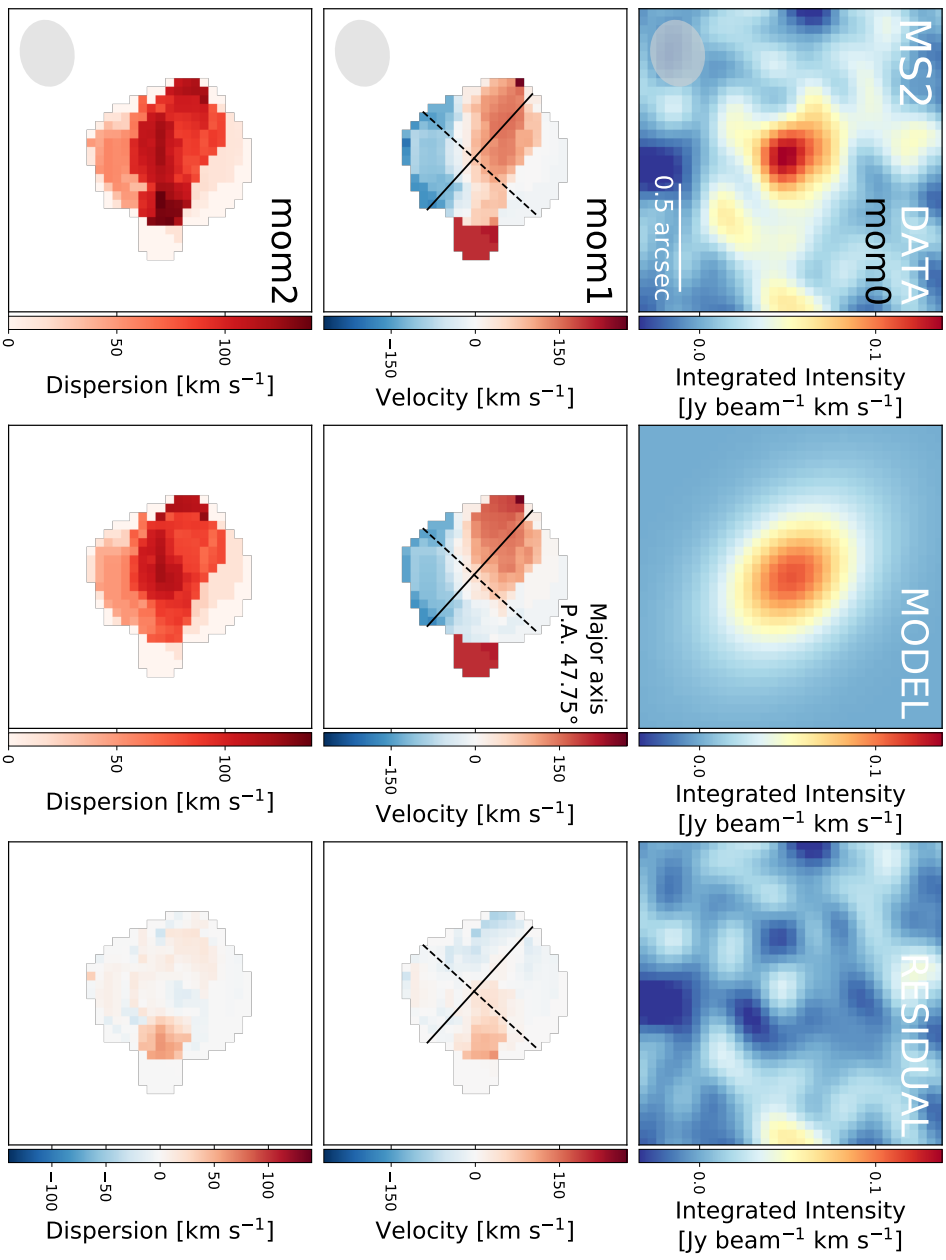 MS2
DATA
mom0
0.5 arcsec
0.1
0.0
Integrated Intensity
[Jy beam⁻¹ km s⁻¹]
MODEL
0.1
0.0
Integrated Intensity
[Jy beam⁻¹ km s⁻¹]
RESIDUAL
0.1
0.0
Integrated Intensity
[Jy beam⁻¹ km s⁻¹]
mom1
150
0
−150
Velocity [km s⁻¹]
Major axis
P.A. 47.75°
150
0
−150
Velocity [km s⁻¹]
150
0
−150
Velocity [km s⁻¹]
mom2
100
50
0
Dispersion [km s⁻¹]
100
50
0
Dispersion [km s⁻¹]
100
50
0
−50
−100
Dispersion [km s⁻¹]